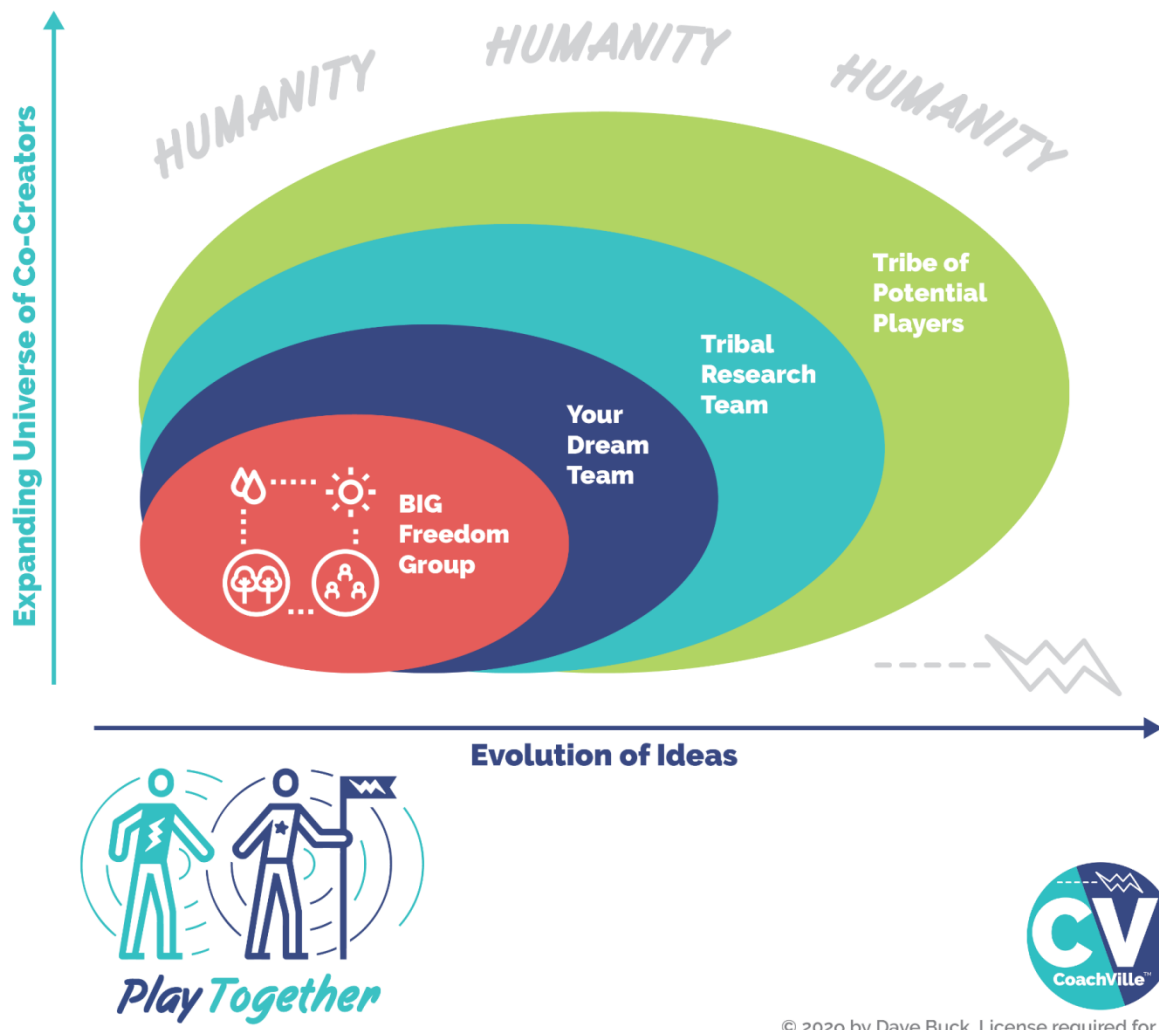 HUMANITY
HUMANITY
HUMANITY
Expanding Universe of Co-Creators
Tribe of
Potential
Players
Tribal
Research
Team
Your
Dream
Team
BIG
Freedom
Group
Evolution of Ideas
Play Together
CV
CoachVille™
© 2020 by Dave Buck. License required for